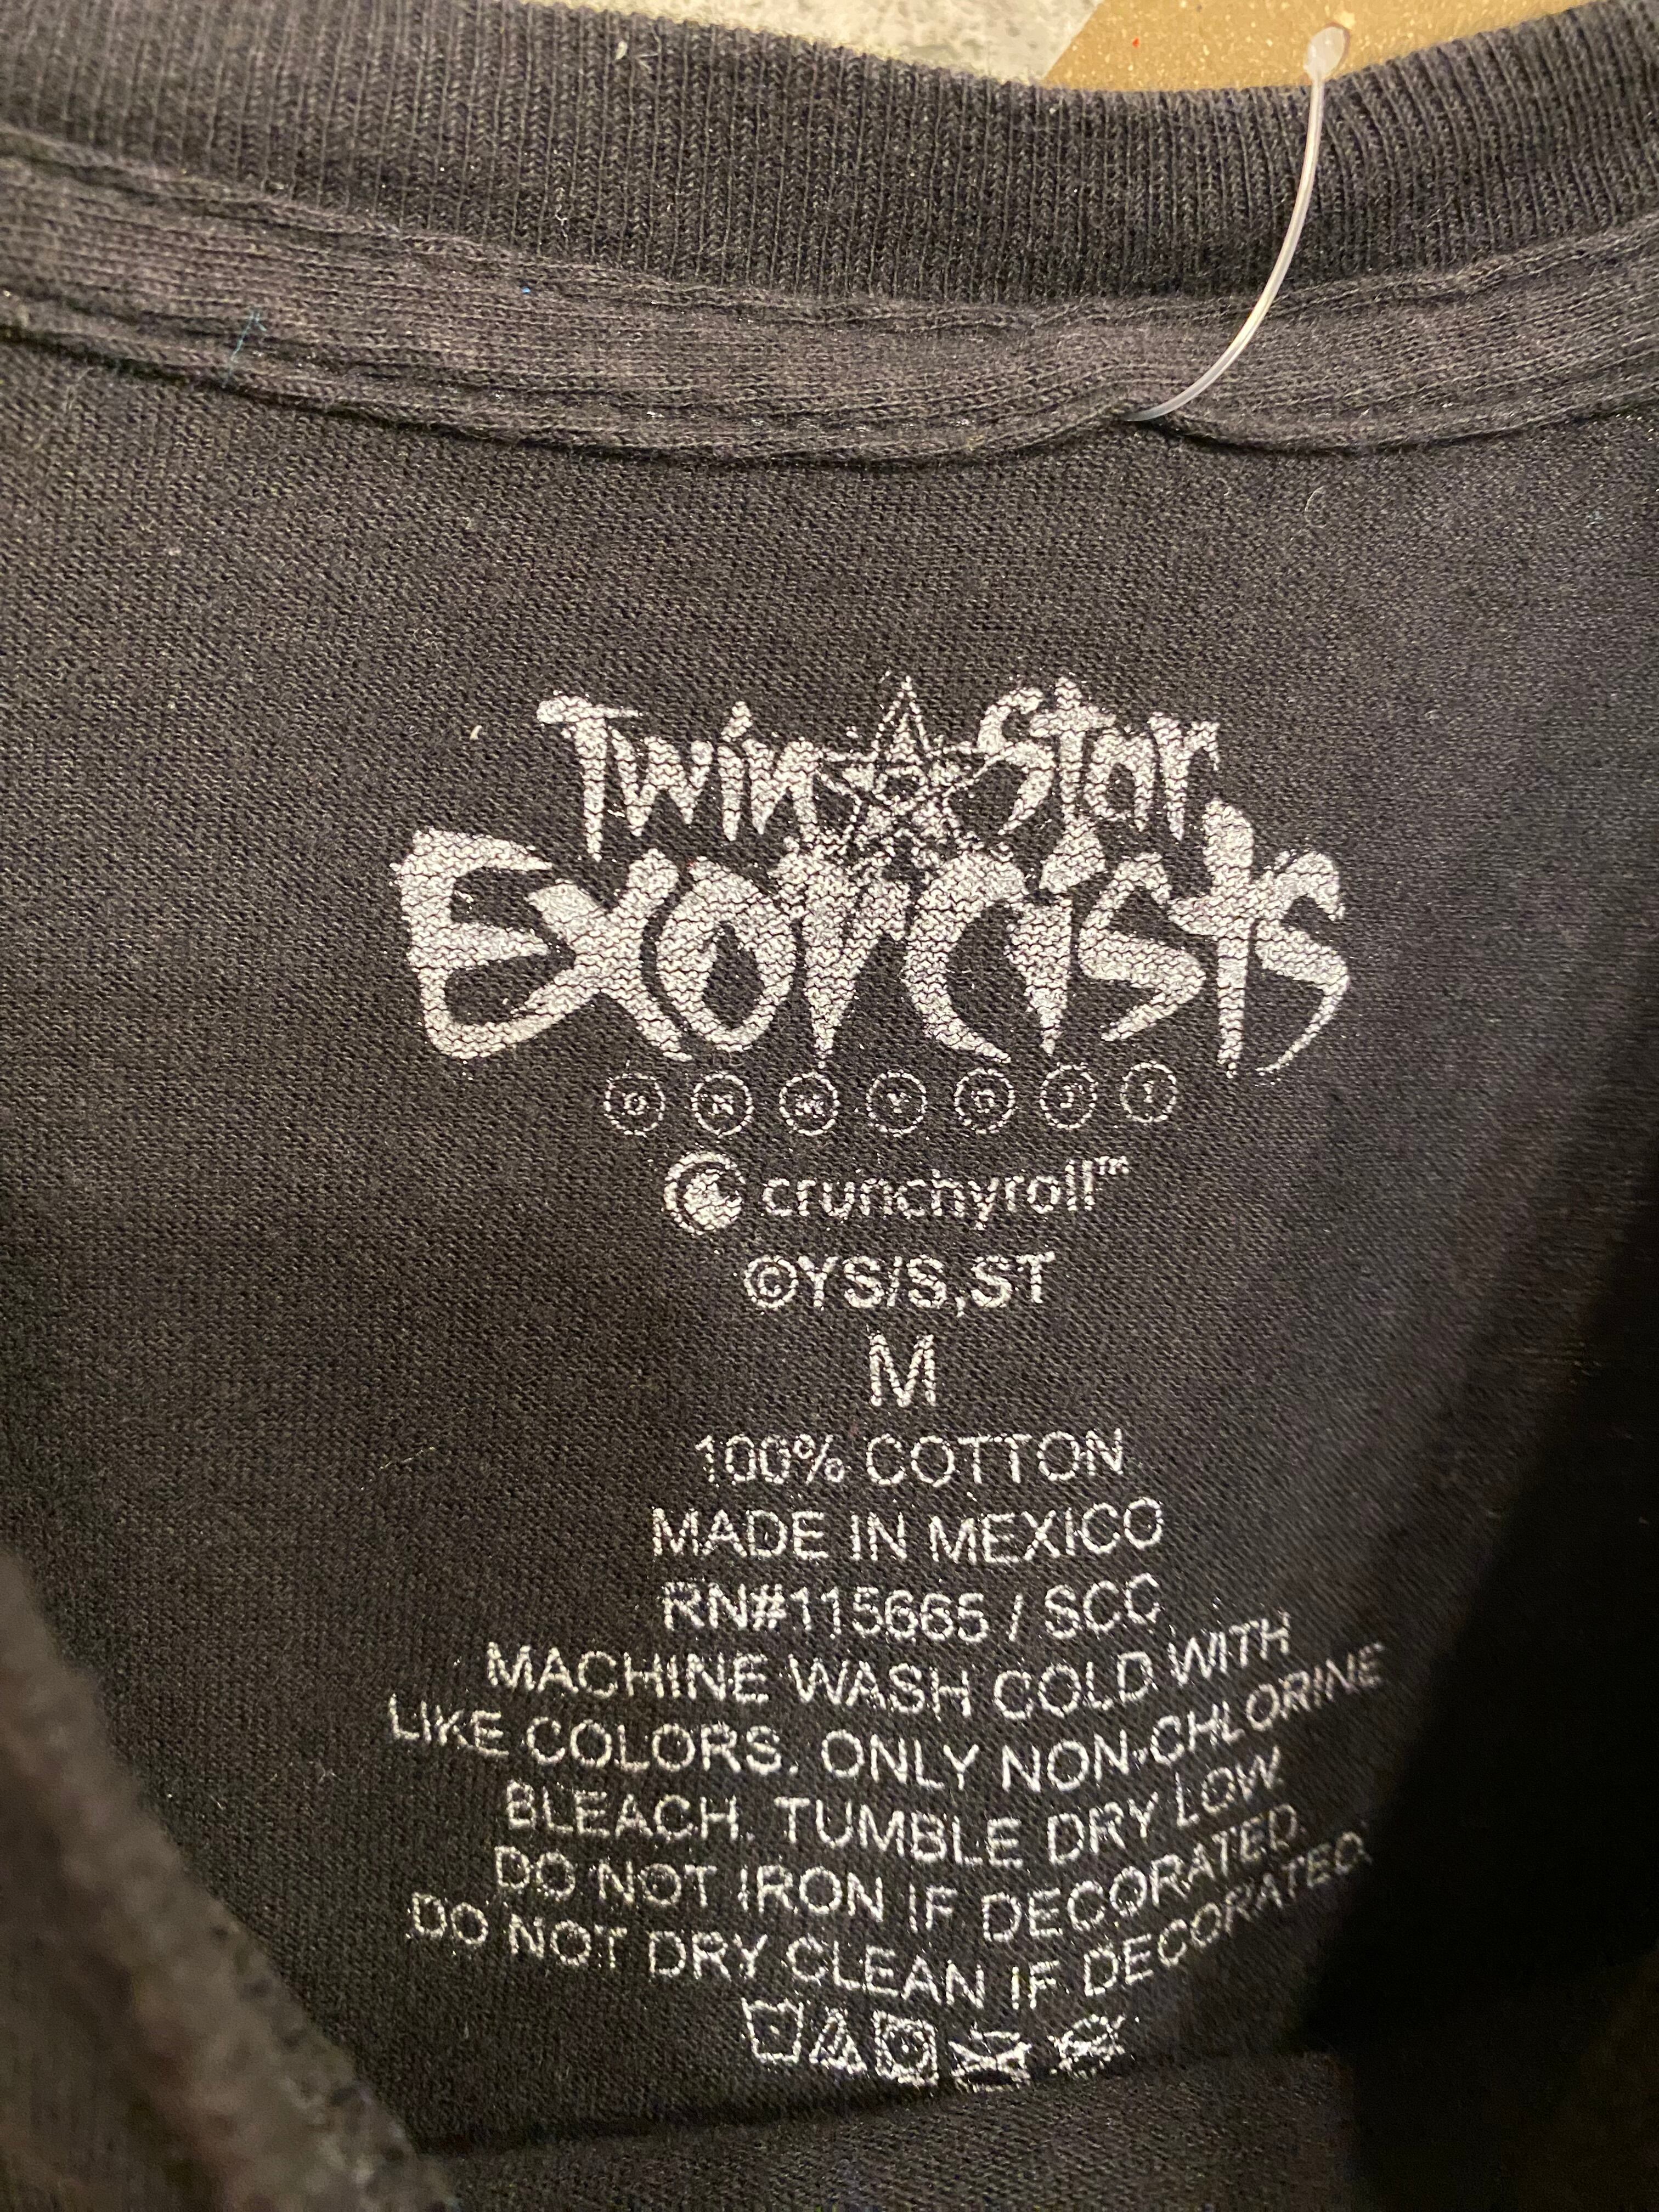 Twin Star
Exorcists
O N M Y O J I
crunchyroll™
©YS/S,ST
M
100% COTTON
MADE IN MEXICO
RN#115665 / SCC
MACHINE WASH COLD WITH
LIKE COLORS. ONLY NON-CHLORINE
BLEACH. TUMBLE DRY LOW.
DO NOT IRON IF DECORATED.
DO NOT DRY CLEAN IF DECORATED.